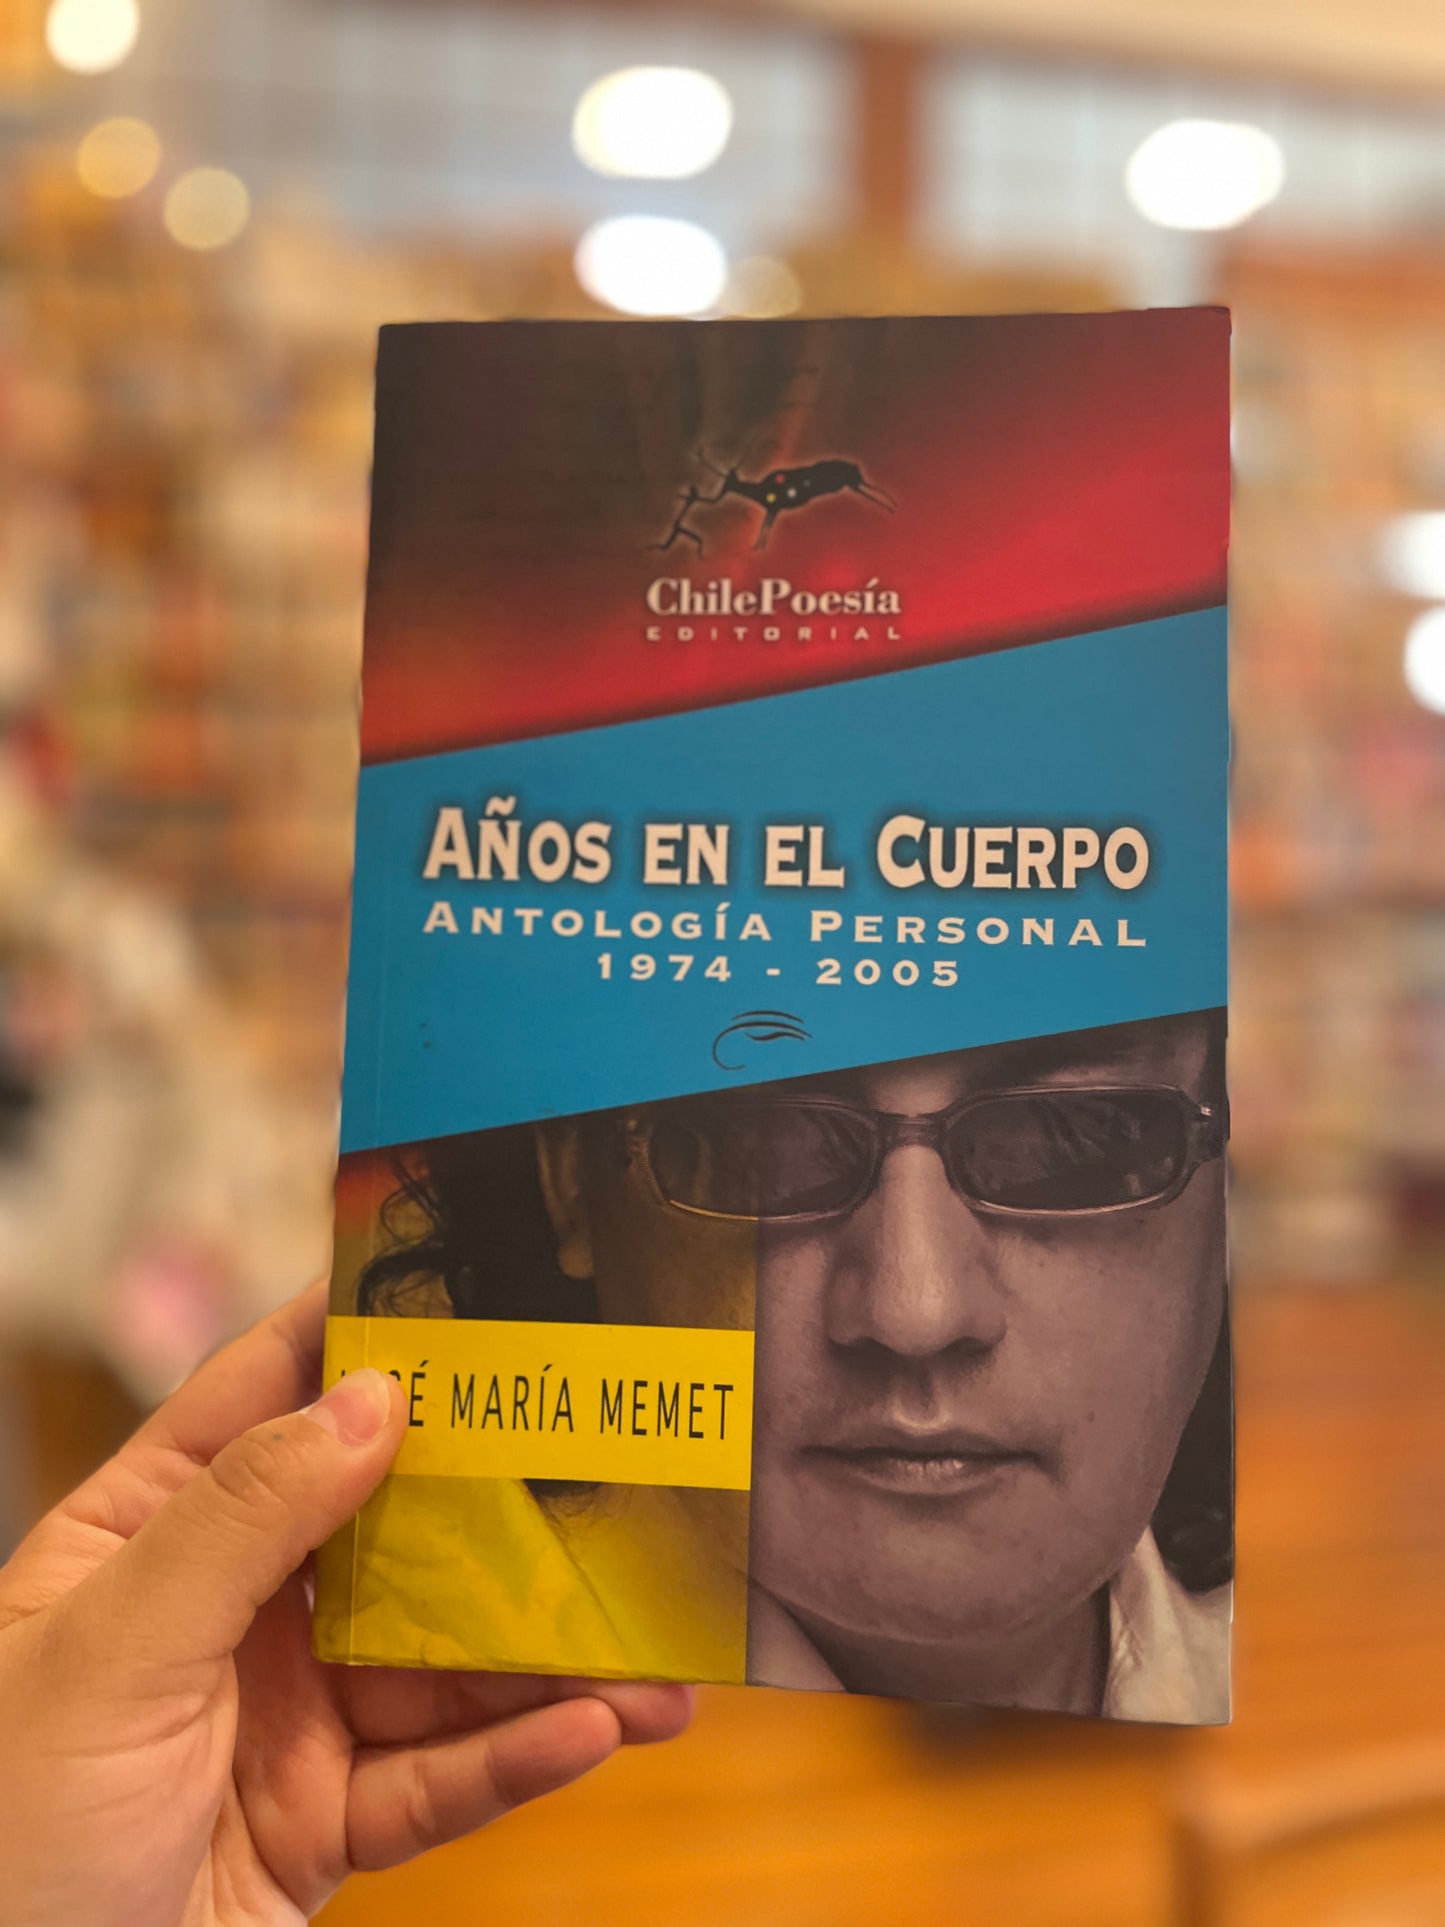 ChilePoesía
EDITORIAL
AÑOS EN EL CUERPO
ANTOLOGÍA PERSONAL
1974 - 2005
MARÍA MEMET